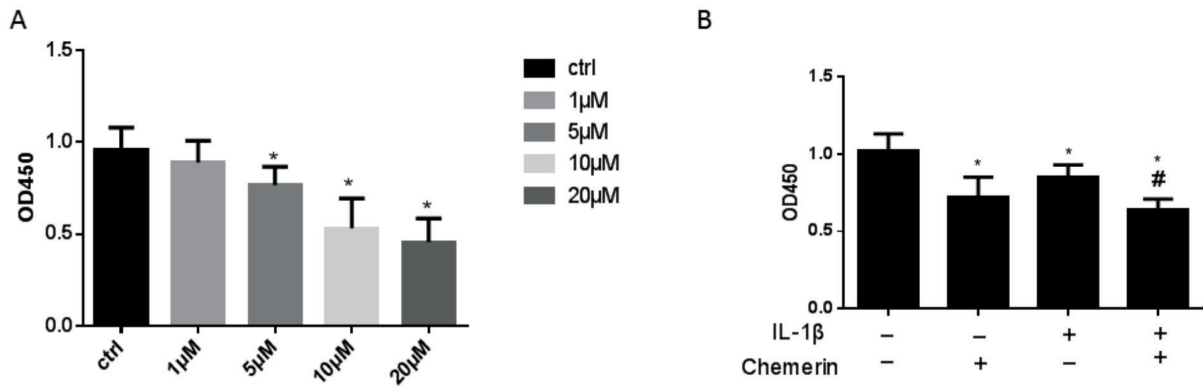 A
OD450
1.5
1.0
0.5
0.0
*
*
*
ctrl
1µM
5µM
10µM
20µM
ctrl
1µM
5µM
10µM
20µM
B
OD450
1.5
1.0
0.5
0.0
*
*
*
#
IL-1β – – + +
Chemerin – + – +